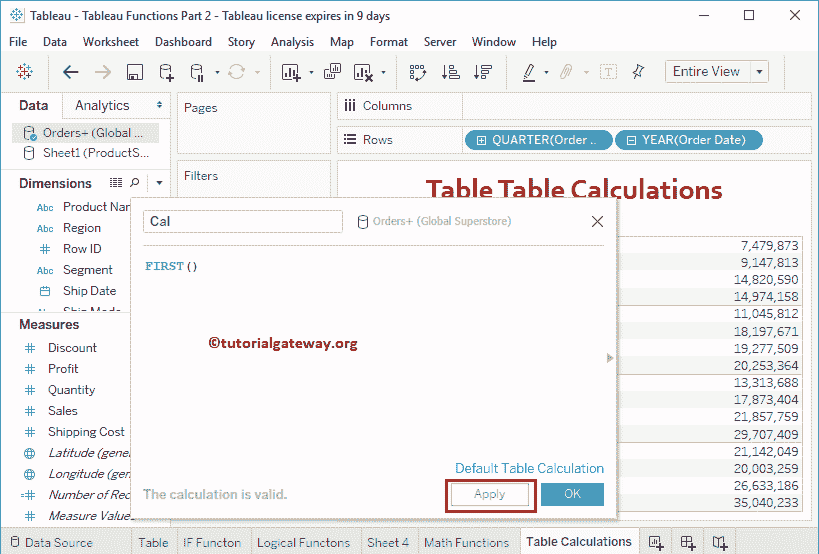 Tableau - Tableau Functions Part 2 - Tableau license expires in 9 days
File Data Worksheet Dashboard Story Analysis Map Format Server Window Help
Entire View
Data Analytics
Orders+ (Global ...
Sheet1 (ProductS...
Dimensions
Abc Product Nam
Abc Region
Row ID
Abc Segment
Ship Date
Abc Ship Mode
Measures
Discount
Profit
Quantity
Sales
Shipping Cost
Latitude (gener
Longitude (gen
Number of Rec
Measure Values
Pages
Filters
Columns
Rows QUARTER(Order .. YEAR(Order Date)
Table Table Calculations
7,479,873
9,147,813
14,820,590
14,974,158
11,045,812
18,197,671
19,277,509
20,253,364
13,313,688
17,873,404
21,857,759
29,707,409
21,142,049
20,003,259
26,633,186
35,040,233
Cal Orders+ (Global Superstore)
FIRST()
©tutorialgateway.org
Default Table Calculation
The calculation is valid. Apply OK
Data Source Table IF Functon Logical Functons Sheet 4 Math Functions Table Calculations